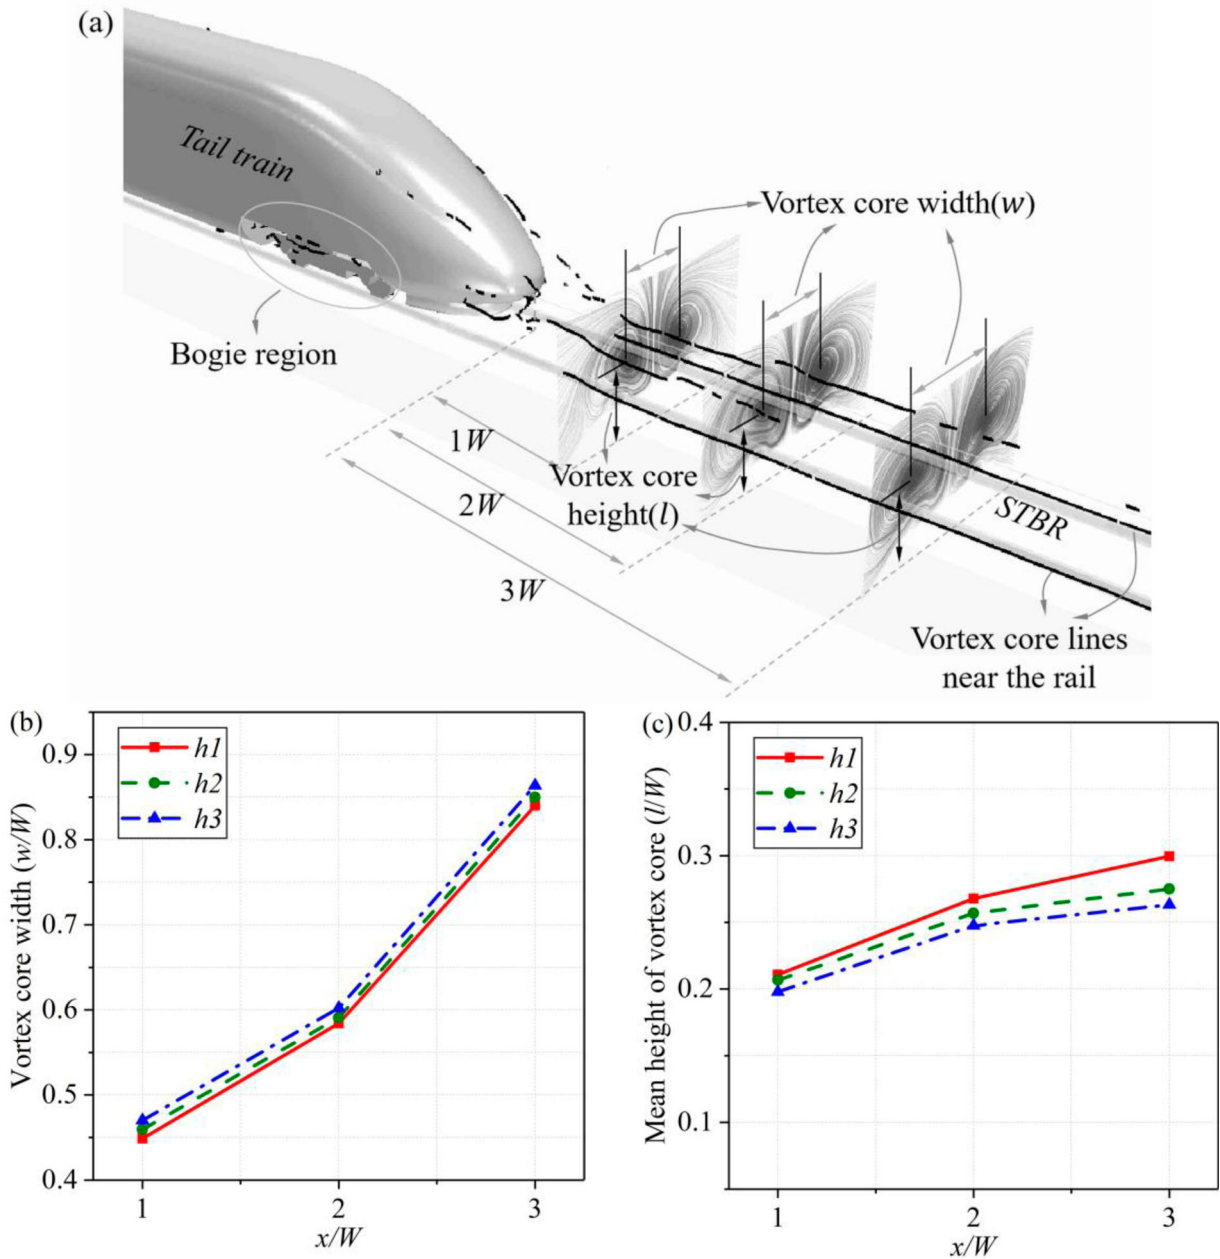 (a)
Tail train
Vortex core width(w)
Bogie region
1W
Vortex core
height(l)
2W
STBR
3W
Vortex core lines
near the rail
(b)
h1
h2
h3
0.9
0.8
0.7
0.6
0.5
0.4
Vortex core width (w/W)
1 2 3
x/W
(c)
h1
h2
h3
0.4
0.3
0.2
0.1
Mean height of vortex core (l/W)
1 2 3
x/W